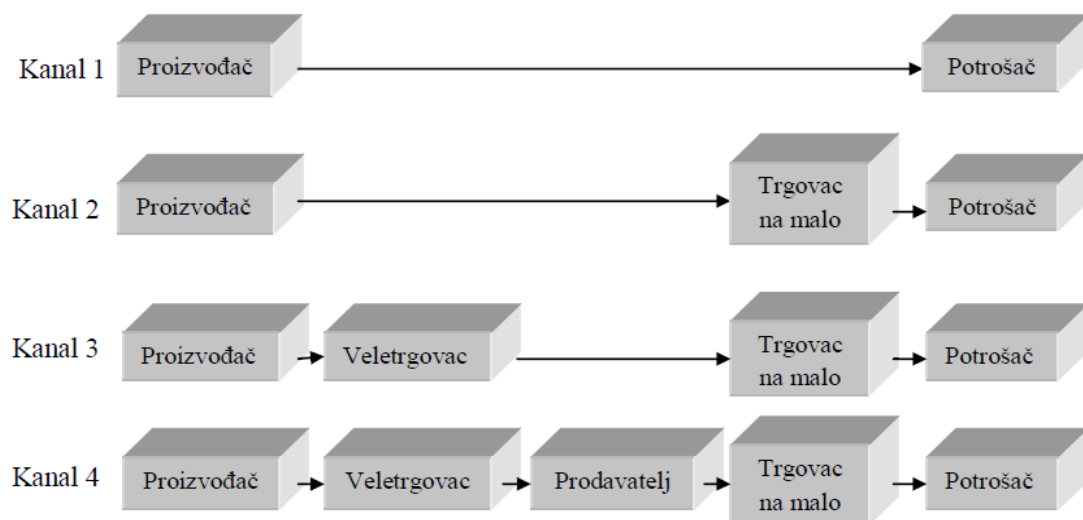 Kanal 1 Proizvođač Potrošač
Kanal 2 Proizvođač Trgovac na malo Potrošač
Kanal 3 Proizvođač Veletrgovac Trgovac na malo Potrošač
Kanal 4 Proizvođač Veletrgovac Prodavatelj Trgovac na malo Potrošač